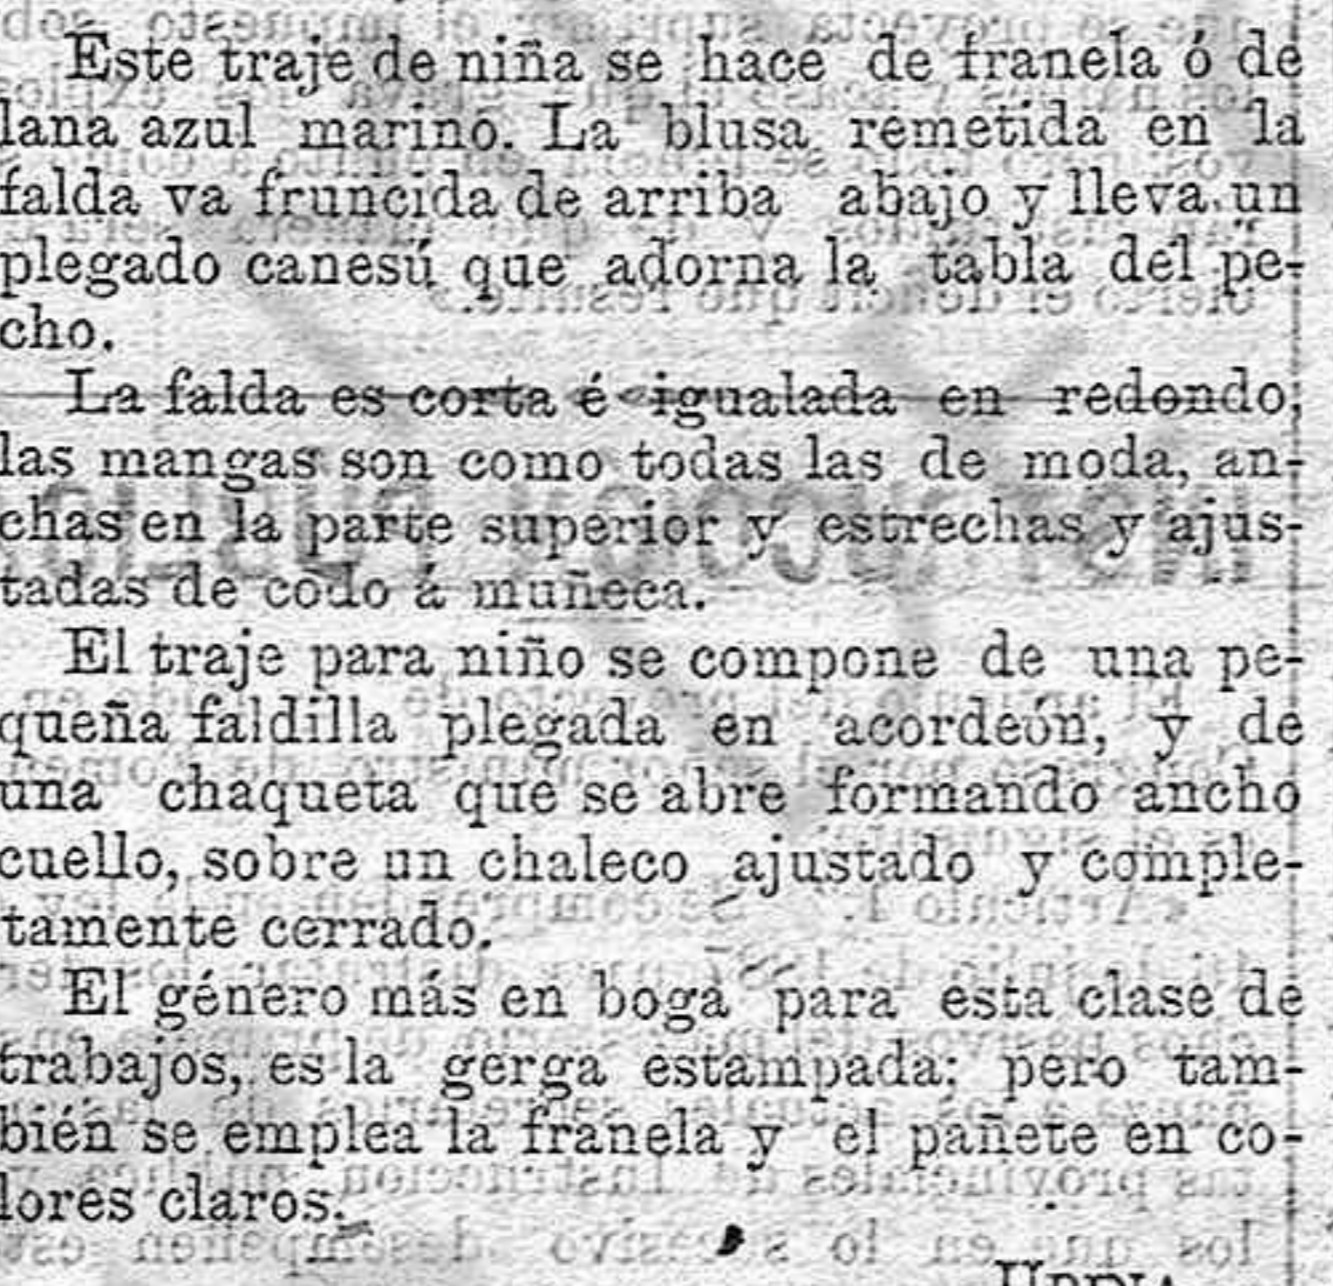 Este traje de niña se hace de franela ó de
lana azul marino. La blusa remetida en la
falda va fruncida de arriba abajo y lleva un
plegado canesú que adorna la tabla del pe-
cho.
La falda es corta é igualada en redondo,
las mangas son como todas las de moda, an-
chas en la parte superior y estrechas y ajus-
tadas de codo á muñeca.
El traje para niño se compone de una pe-
queña faldilla plegada en acordeón, y de
una chaqueta que se abre formando ancho
cuello, sobre un chaleco ajustado y comple-
tamente cerrado.
El género más en boga para esta clase de
trabajos, es la gerga estampada; pero tam-
bién se emplea la franela y el pañete en co-
lores claros.